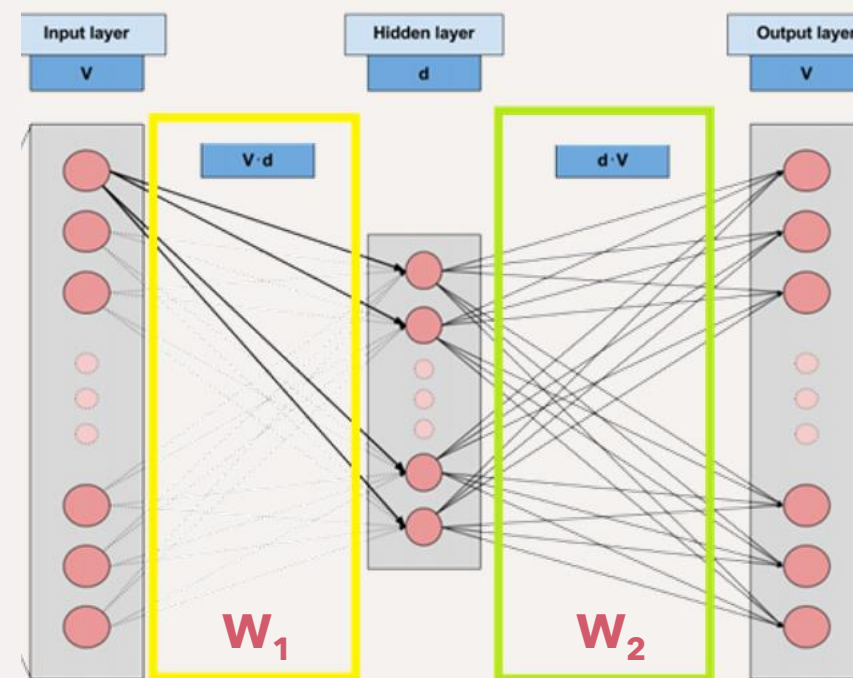 Input layer
V
Hidden layer
d
Output layer
V
V·d
d·V
W₁
W₂